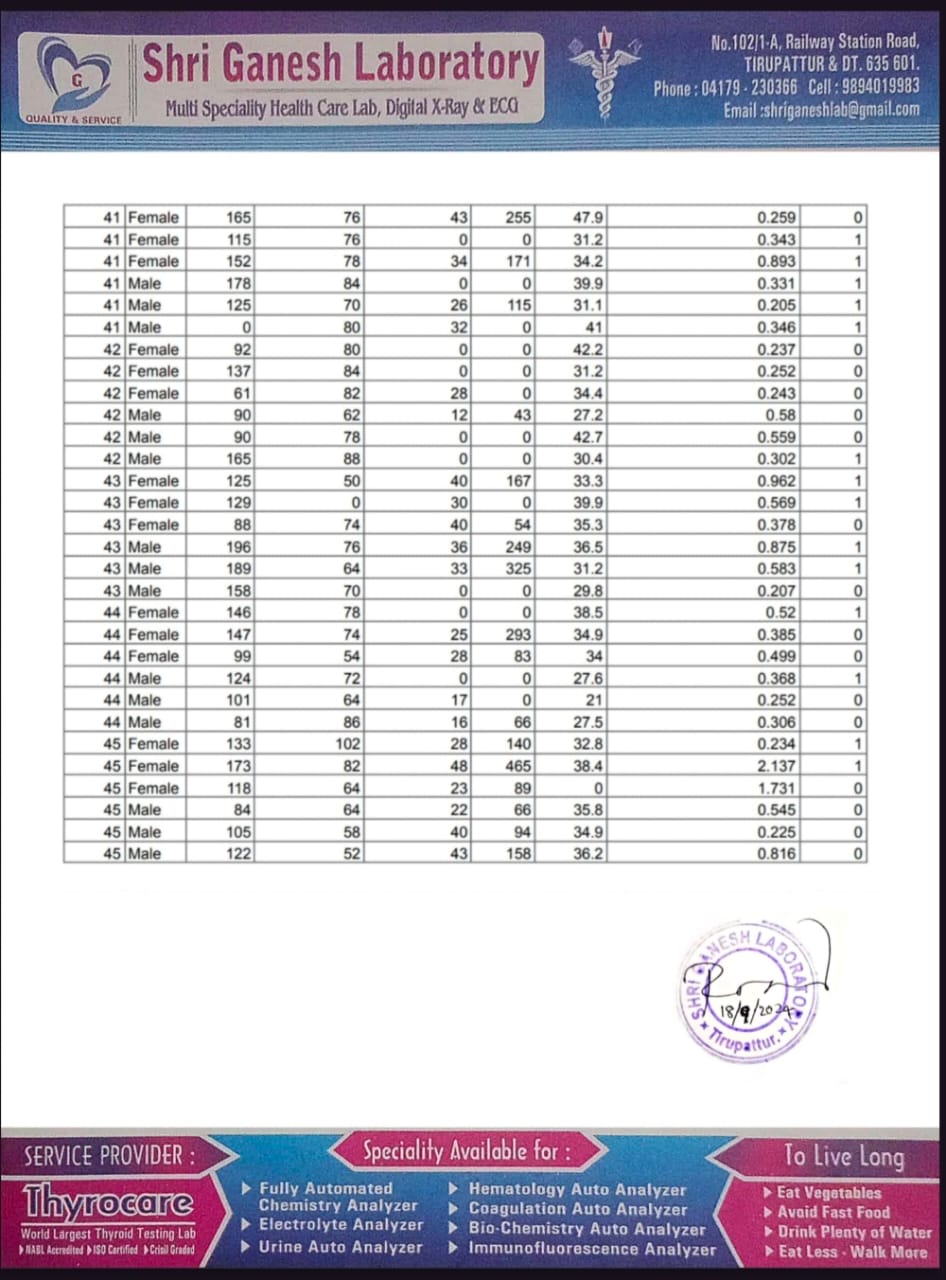 G
QUALITY & SERVICE
Shri Ganesh Laboratory
Multi Speciality Health Care Lab, Digital X-Ray & ECG
No.102/1-A, Railway Station Road,
TIRUPATTUR & DT. 635 601.
Phone : 04179 - 230366 Cell : 9894019983
Email :shriganeshlab@gmail.com
41 Female 165 76 43 255 47.9 0.259 0
41 Female 115 76 0 0 31.2 0.343 1
41 Female 152 78 34 171 34.2 0.893 1
41 Male 178 84 0 0 39.9 0.331 1
41 Male 125 70 26 115 31.1 0.205 1
41 Male 0 80 32 0 41 0.346 1
42 Female 92 80 0 0 42.2 0.237 0
42 Female 137 84 0 0 31.2 0.252 0
42 Female 61 82 28 0 34.4 0.243 0
42 Male 90 62 12 43 27.2 0.58 0
42 Male 90 78 0 0 42.7 0.559 0
42 Male 165 88 0 0 30.4 0.302 1
43 Female 125 50 40 167 33.3 0.962 1
43 Female 129 0 30 0 39.9 0.569 1
43 Female 88 74 40 54 35.3 0.378 0
43 Male 196 76 36 249 36.5 0.875 1
43 Male 189 64 33 325 31.2 0.583 1
43 Male 158 70 0 0 29.8 0.207 0
44 Female 146 78 0 0 38.5 0.52 1
44 Female 147 74 25 293 34.9 0.385 0
44 Female 99 54 28 83 34 0.499 0
44 Male 124 72 0 0 27.6 0.368 1
44 Male 101 64 17 0 21 0.252 0
44 Male 81 86 16 66 27.5 0.306 0
45 Female 133 102 28 140 32.8 0.234 1
45 Female 173 82 48 465 38.4 2.137 1
45 Female 118 64 23 89 0 1.731 0
45 Male 84 64 22 66 35.8 0.545 0
45 Male 105 58 40 94 34.9 0.225 0
45 Male 122 52 43 158 36.2 0.816 0
SHRI GANESH LABORATORY
18/9/2024
Tirupattur.
SERVICE PROVIDER :
Thyrocare
World Largest Thyroid Testing Lab
NABL Accredited ISO Certified Crisil Graded
Speciality Available for :
Fully Automated
Chemistry Analyzer
Electrolyte Analyzer
Urine Auto Analyzer
Hematology Auto Analyzer
Coagulation Auto Analyzer
Bio-Chemistry Auto Analyzer
Immunofluorescence Analyzer
To Live Long
Eat Vegetables
Avoid Fast Food
Drink Plenty of Water
Eat Less - Walk More